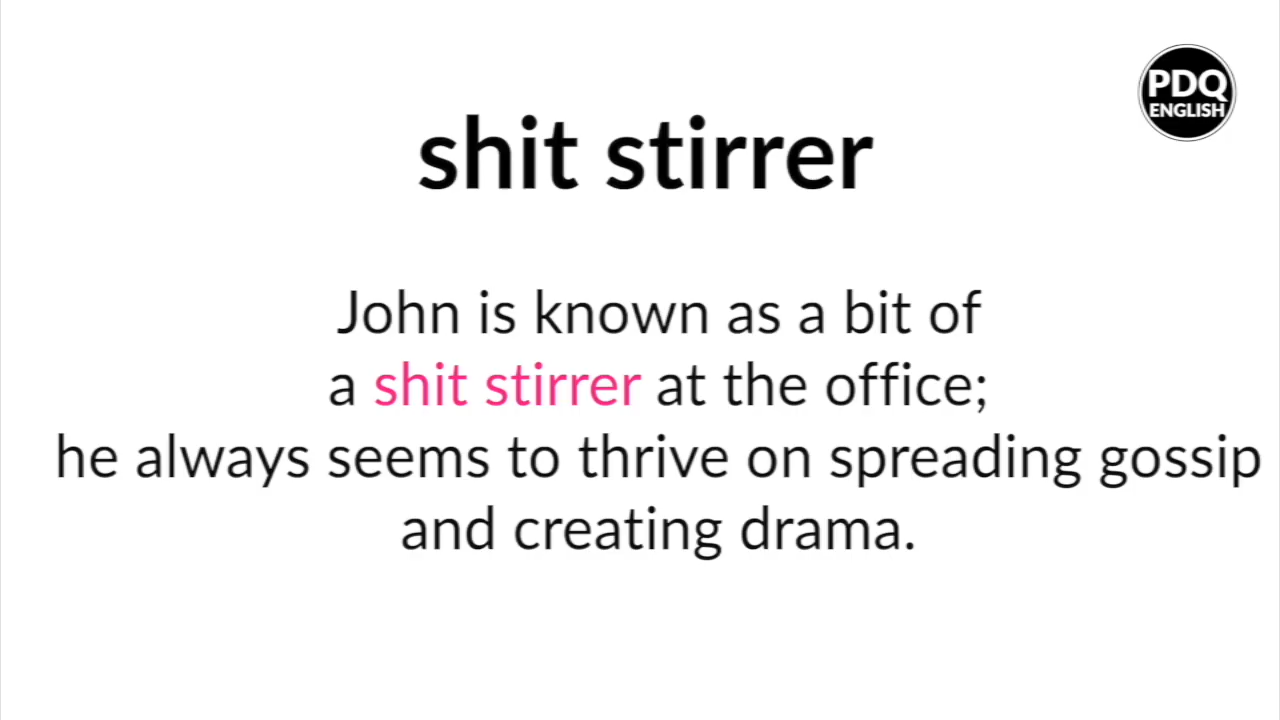 PDQ
ENGLISH
shit stirrer
John is known as a bit of
a shit stirrer at the office;
he always seems to thrive on spreading gossip
and creating drama.